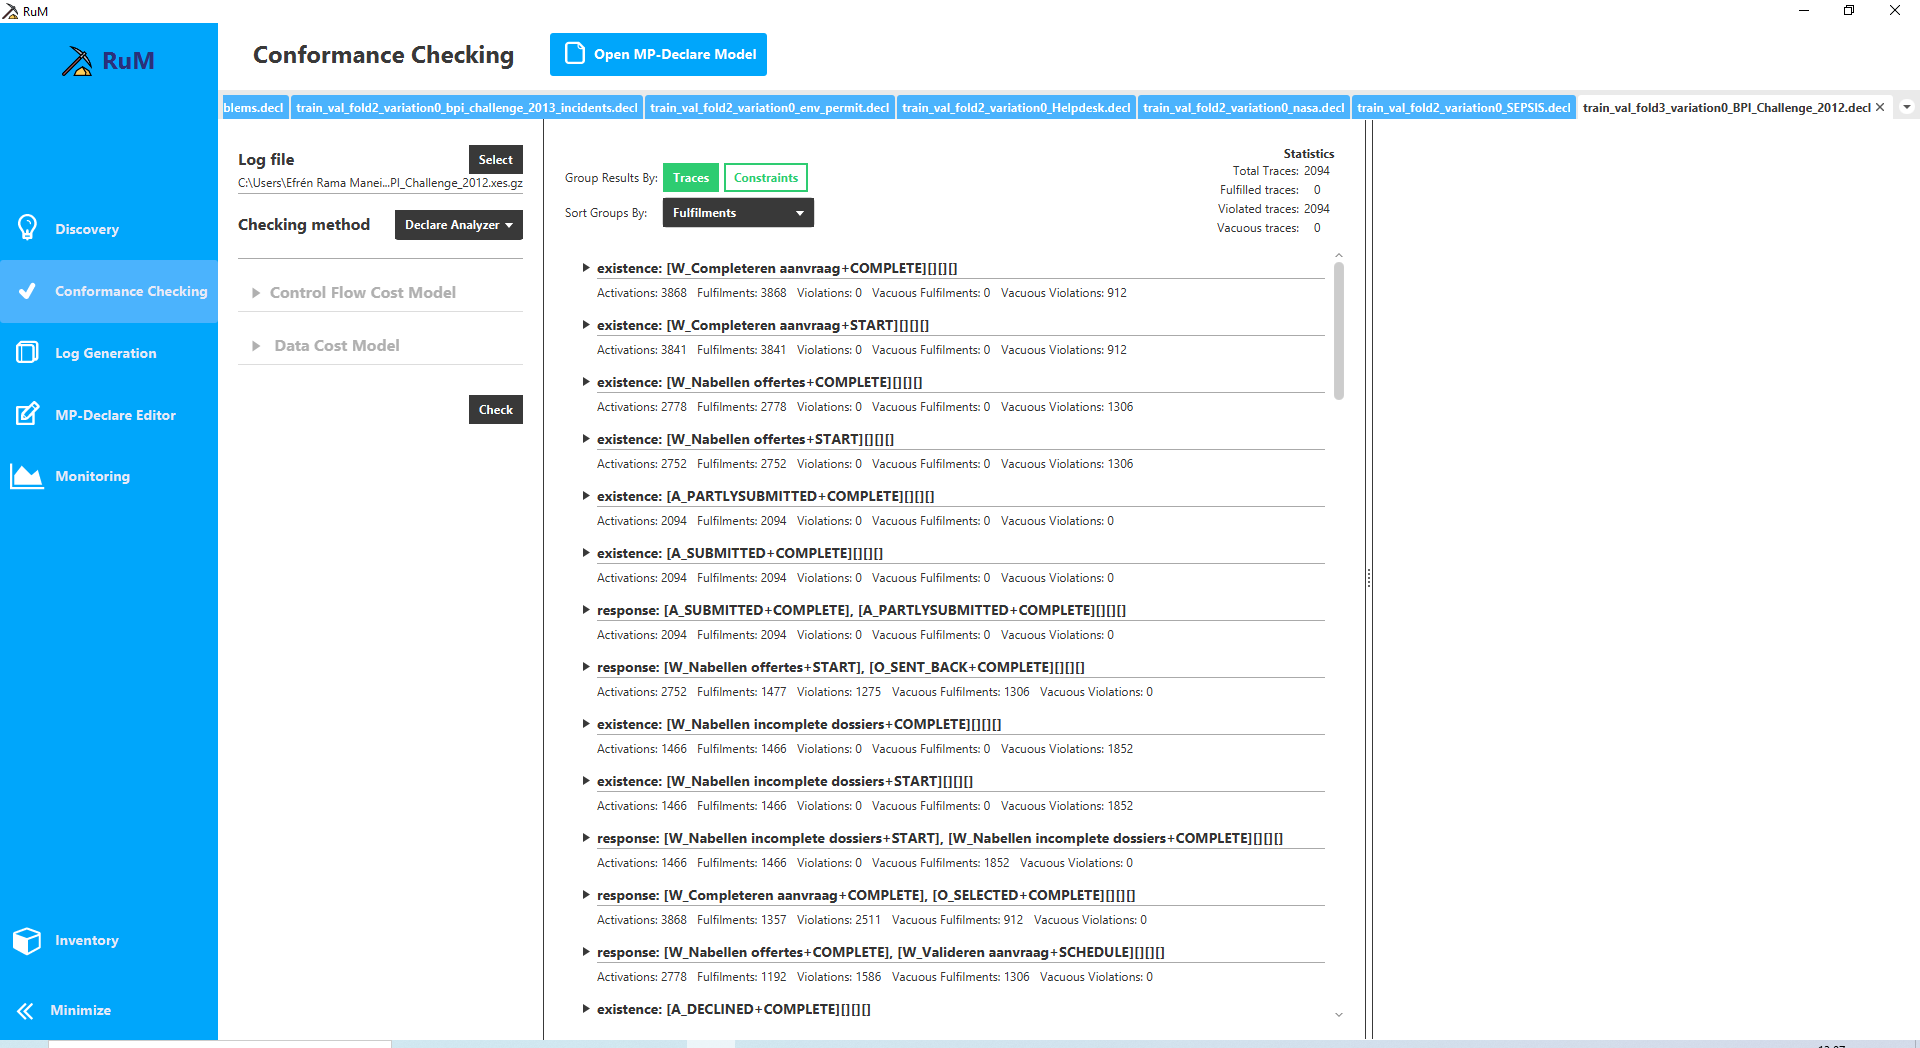 RuM
RuM
Conformance Checking
Open MP-Declare Model
blems.decl
train_val_fold2_variation0_bpi_challenge_2013_incidents.decl
train_val_fold2_variation0_env_permit.decl
train_val_fold2_variation0_Helpdesk.decl
train_val_fold2_variation0_nasa.decl
train_val_fold2_variation0_SEPSIS.decl
train_val_fold3_variation0_BPI_Challenge_2012.decl
Discovery
Conformance Checking
Log Generation
MP-Declare Editor
Monitoring
Inventory
Minimize
Log file
Select
C:\Users\Efrén Rama Manei...PI_Challenge_2012.xes.gz
Checking method
Declare Analyzer
Control Flow Cost Model
Data Cost Model
Check
Group Results By: Traces Constraints
Sort Groups By: Fulfilments
Statistics
Total Traces: 2094
Fulfilled traces: 0
Violated traces: 2094
Vacuous traces: 0
existence: [W_Completeren aanvraag+COMPLETE][][][]
Activations: 3868 Fulfilments: 3868 Violations: 0 Vacuous Fulfilments: 0 Vacuous Violations: 912
existence: [W_Completeren aanvraag+START][][][]
Activations: 3841 Fulfilments: 3841 Violations: 0 Vacuous Fulfilments: 0 Vacuous Violations: 912
existence: [W_Nabellen offertes+COMPLETE][][][]
Activations: 2778 Fulfilments: 2778 Violations: 0 Vacuous Fulfilments: 0 Vacuous Violations: 1306
existence: [W_Nabellen offertes+START][][][]
Activations: 2752 Fulfilments: 2752 Violations: 0 Vacuous Fulfilments: 0 Vacuous Violations: 1306
existence: [A_PARTLYSUBMITTED+COMPLETE][][][]
Activations: 2094 Fulfilments: 2094 Violations: 0 Vacuous Fulfilments: 0 Vacuous Violations: 0
existence: [A_SUBMITTED+COMPLETE][][][]
Activations: 2094 Fulfilments: 2094 Violations: 0 Vacuous Fulfilments: 0 Vacuous Violations: 0
response: [A_SUBMITTED+COMPLETE], [A_PARTLYSUBMITTED+COMPLETE][][][]
Activations: 2094 Fulfilments: 2094 Violations: 0 Vacuous Fulfilments: 0 Vacuous Violations: 0
response: [W_Nabellen offertes+START], [O_SENT_BACK+COMPLETE][][][]
Activations: 2752 Fulfilments: 1477 Violations: 1275 Vacuous Fulfilments: 1306 Vacuous Violations: 0
existence: [W_Nabellen incomplete dossiers+COMPLETE][][][]
Activations: 1466 Fulfilments: 1466 Violations: 0 Vacuous Fulfilments: 0 Vacuous Violations: 1852
existence: [W_Nabellen incomplete dossiers+START][][][]
Activations: 1466 Fulfilments: 1466 Violations: 0 Vacuous Fulfilments: 0 Vacuous Violations: 1852
response: [W_Nabellen incomplete dossiers+START], [W_Nabellen incomplete dossiers+COMPLETE][][][]
Activations: 1466 Fulfilments: 1466 Violations: 0 Vacuous Fulfilments: 1852 Vacuous Violations: 0
response: [W_Completeren aanvraag+COMPLETE], [O_SELECTED+COMPLETE][][][]
Activations: 3868 Fulfilments: 1357 Violations: 2511 Vacuous Fulfilments: 912 Vacuous Violations: 0
response: [W_Nabellen offertes+COMPLETE], [W_Valideren aanvraag+SCHEDULE][][][]
Activations: 2778 Fulfilments: 1192 Violations: 1586 Vacuous Fulfilments: 1306 Vacuous Violations: 0
existence: [A_DECLINED+COMPLETE][][][]